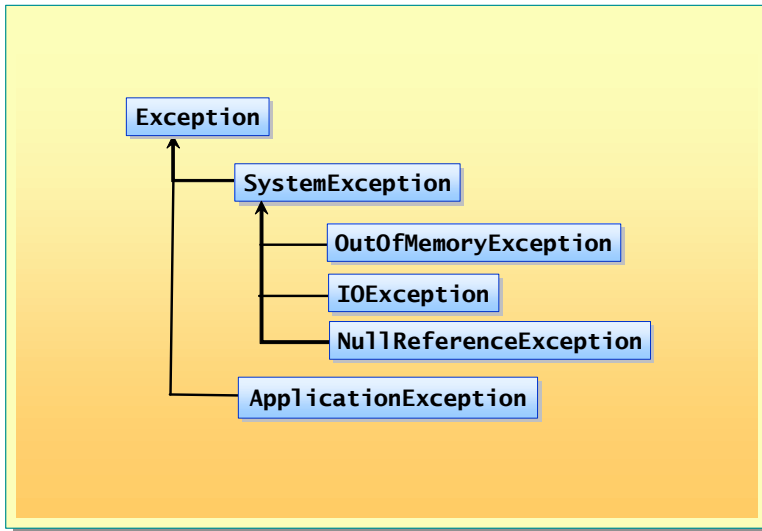 Exception
SystemException
OutOfMemoryException
IOException
NullReferenceException
ApplicationException